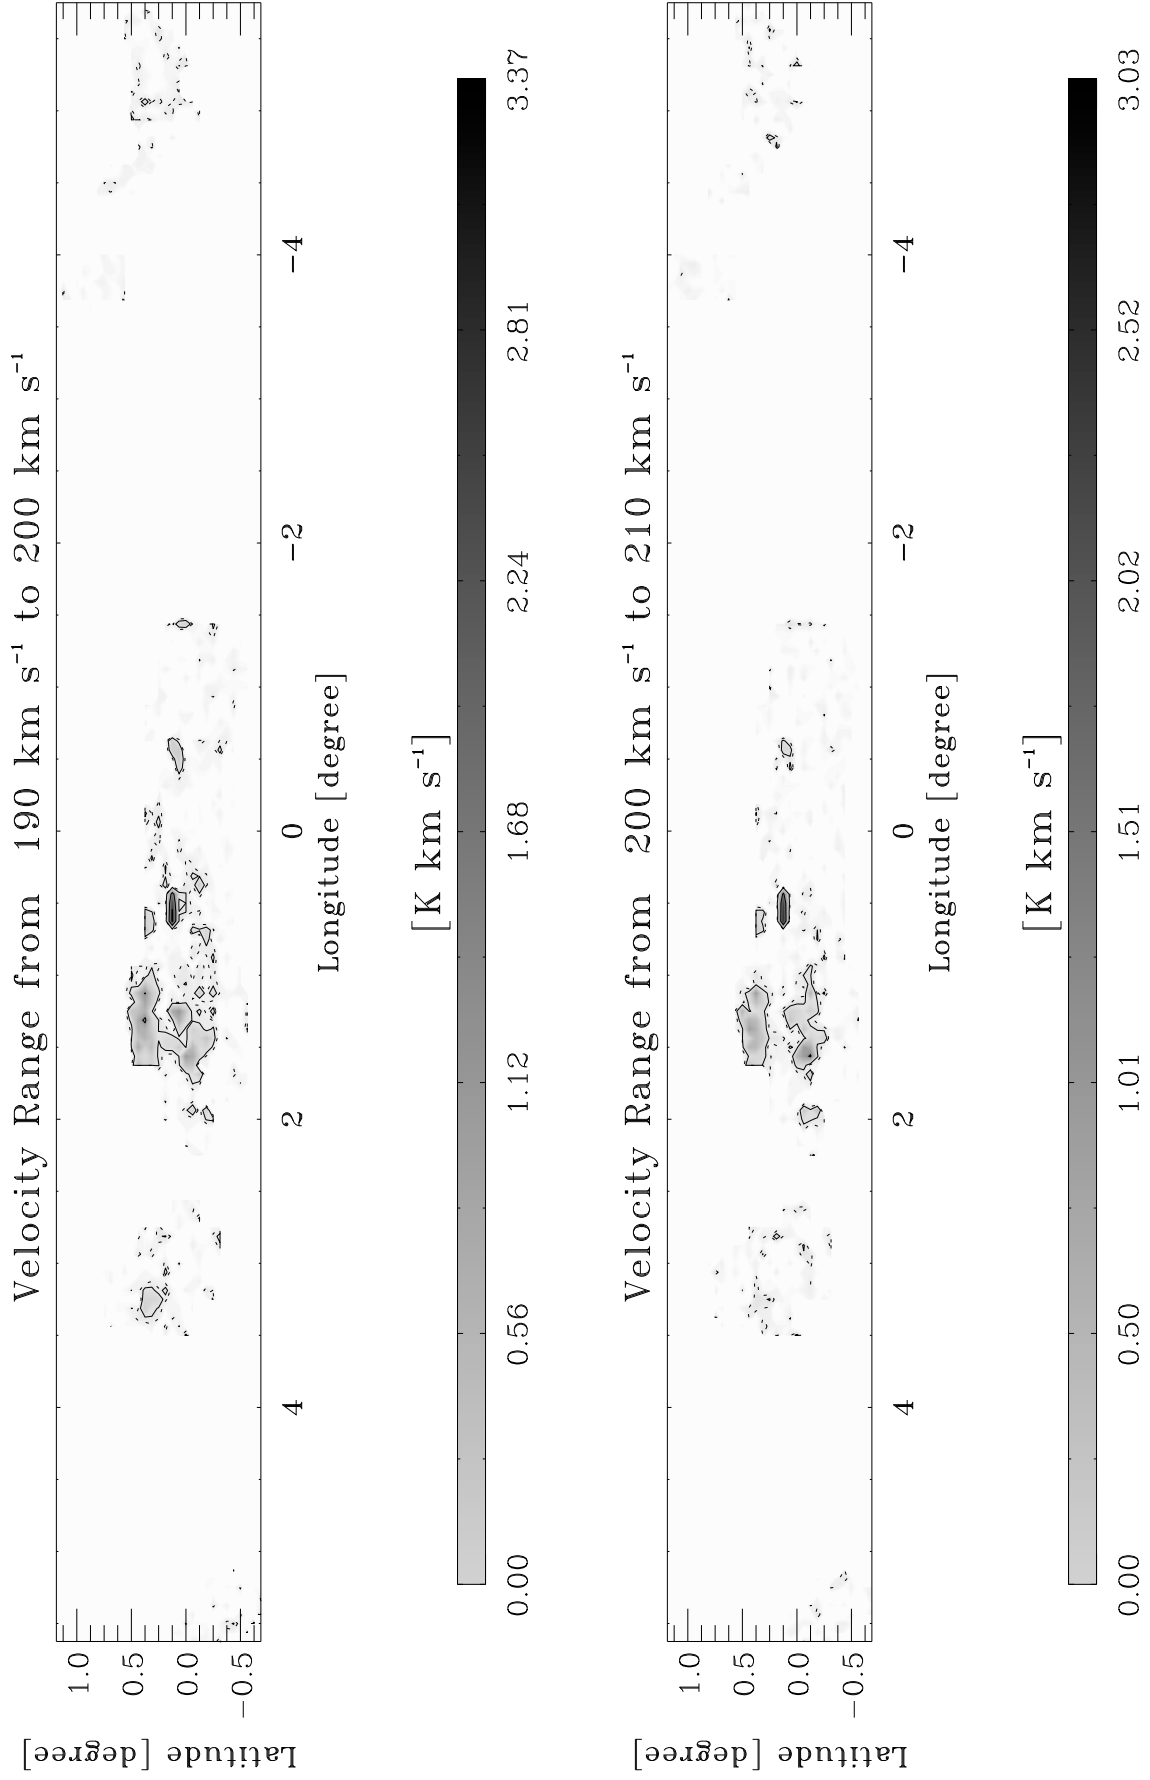 Velocity Range from 190 km s⁻¹ to 200 km s⁻¹
Latitude [degree]
1.0
0.5
0.0
−0.5
4 2 0 −2 −4
Longitude [degree]
[K km s⁻¹]
0.00 0.56 1.12 1.68 2.24 2.81 3.37
Velocity Range from 200 km s⁻¹ to 210 km s⁻¹
Latitude [degree]
1.0
0.5
0.0
−0.5
4 2 0 −2 −4
Longitude [degree]
[K km s⁻¹]
0.00 0.50 1.01 1.51 2.02 2.52 3.03